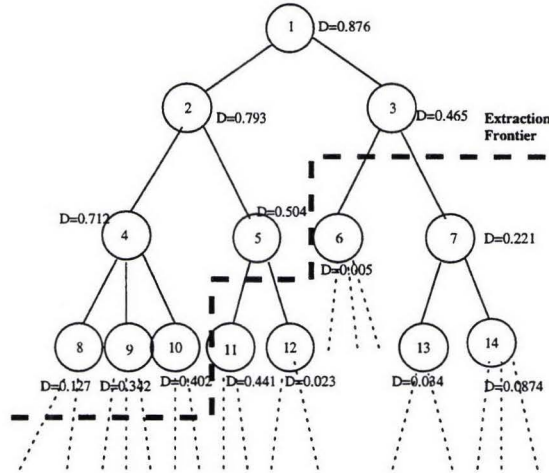 1
D=0.876
2
D=0.793
3
D=0.465
Extraction
Frontier
D=0.712
4
D=0.504
5
6
D=0.005
7
D=0.221
8
9
10
11
12
13
14
D=0.127
D=0.342
D=0.402
D=0.441
D=0.023
D=0.034
D=0.0874